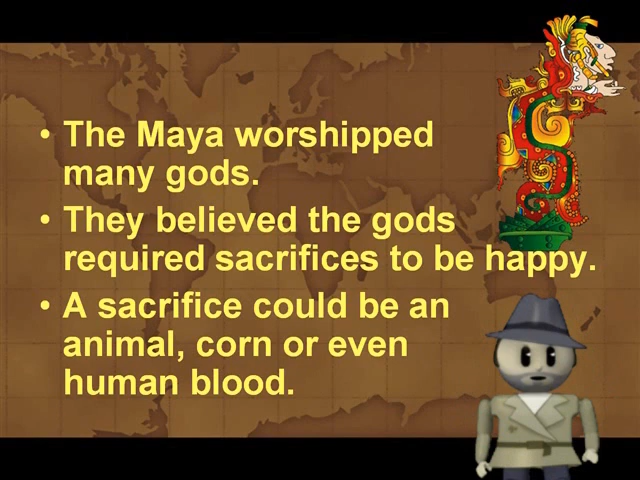 • The Maya worshipped
many gods.
• They believed the gods
required sacrifices to be happy.
• A sacrifice could be an
animal, corn or even
human blood.